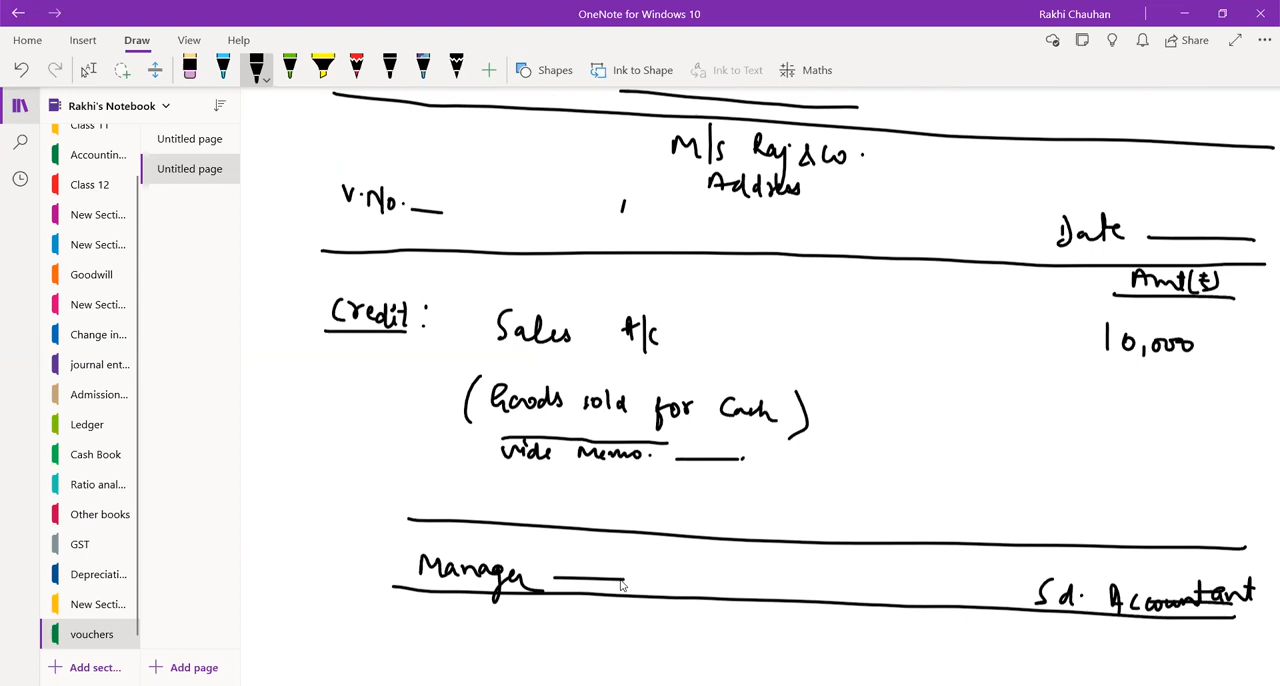 OneNote for Windows 10
Rakhi Chauhan
Home Insert Draw View Help
Share
Shapes Ink to Shape Ink to Text Maths
Rakhi's Notebook
Class 11
Accountin...
Class 12
New Secti...
New Secti...
Goodwill
New Secti...
Change in...
journal ent...
Admission...
Ledger
Cash Book
Ratio anal...
Other books
GST
Depreciati...
New Secti...
vouchers
Add sect...
Untitled page
Untitled page
Add page
M/s Raj & Co.
Address
V.No.
Date
Amt(₹)
Credit: Sales A/c 10,000
(Goods sold for Cash)
vide memo.
Manager Sd. Accountant